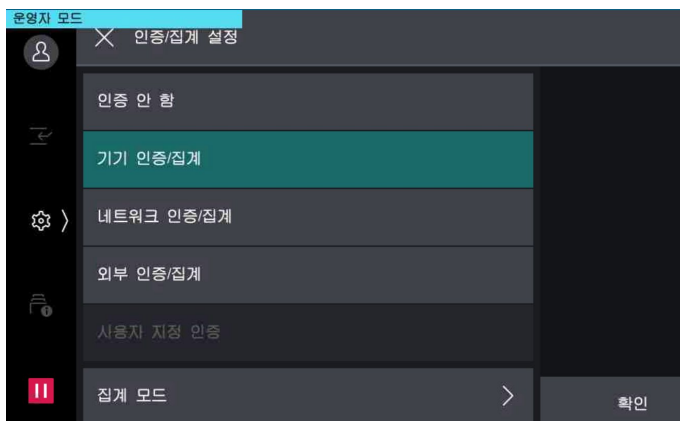 운영자 모드
인증/집계 설정
인증 안 함
기기 인증/집계
네트워크 인증/집계
외부 인증/집계
사용자 지정 인증
집계 모드
확인